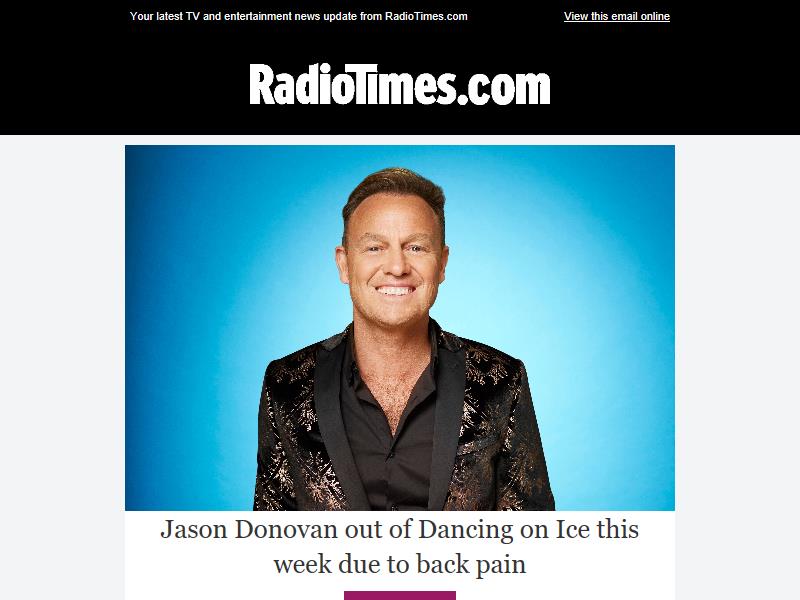 Your latest TV and entertainment news update from RadioTimes.com
View this email online
RadioTimes.com
Jason Donovan out of Dancing on Ice this
week due to back pain